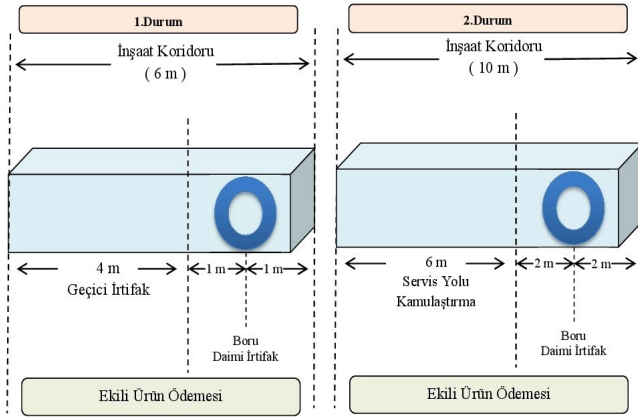 1.Durum
İnşaat Koridoru
( 6 m )
4 m
Geçici İrtifak
1 m
1 m
Boru
Daimi İrtifak
Ekili Ürün Ödemesi
2.Durum
İnşaat Koridoru
( 10 m )
6 m
Servis Yolu
Kamulaştırma
2 m
2 m
Boru
Daimi İrtifak
Ekili Ürün Ödemesi